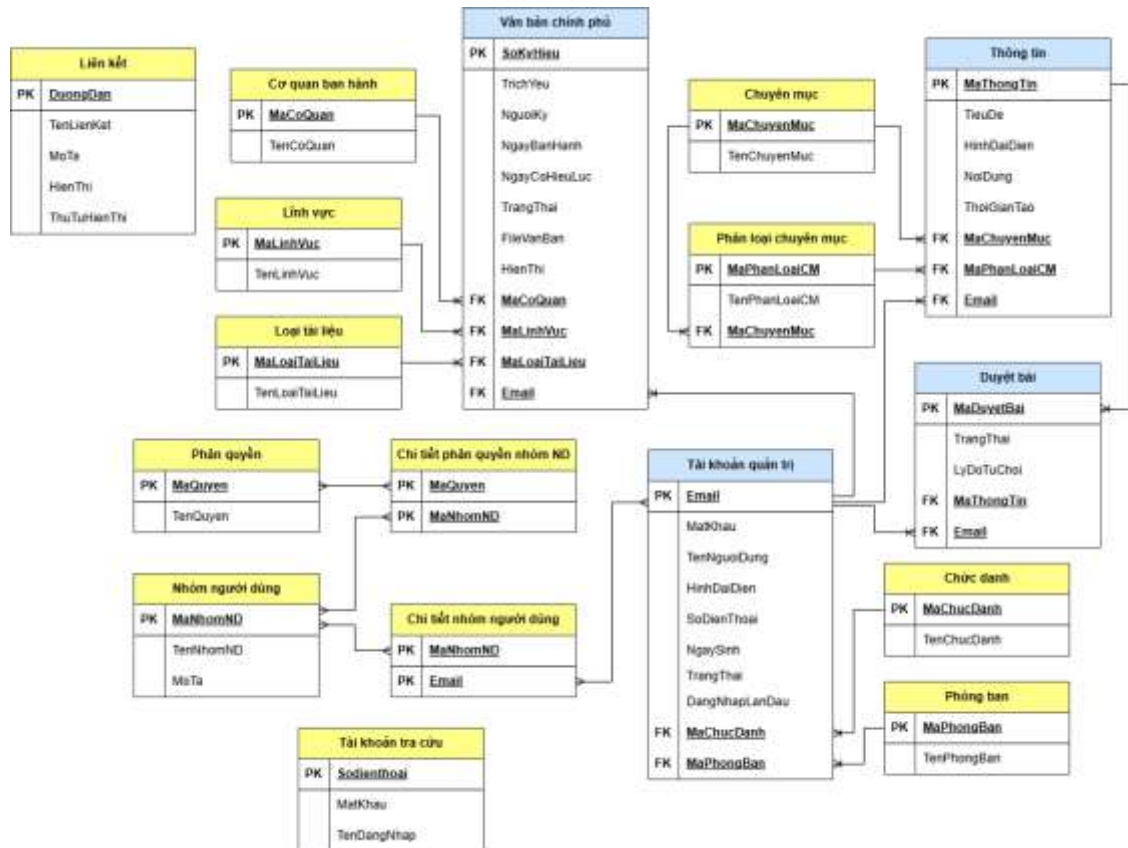 Liên kết
PK DuongDan
TenLienKet
MoTa
HienThi
ThuTuHienThi
Cơ quan ban hành
PK MaCoQuan
TenCoQuan
Lĩnh vực
PK MaLinhVuc
TenLinhVuc
Loại tài liệu
PK MaLoaiTaiLieu
TenLoaiTaiLieu
Văn bản chính phủ
PK SoKyHieu
TrichYeu
NguoiKy
NgayBanHanh
NgayCoHieuLuc
TrangThai
FileVanBan
HienThi
FK MaCoQuan
FK MaLinhVuc
FK MaLoaiTaiLieu
FK Email
Chuyên mục
PK MaChuyenMuc
TenChuyenMuc
Phân loại chuyên mục
PK MaPhanLoaiCM
TenPhanLoaiCM
FK MaChuyenMuc
Thông tin
PK MaThongTin
TieuDe
HinhDaiDien
NoiDung
ThoiGianTao
FK MaChuyenMuc
FK MaPhanLoaiCM
FK Email
Duyệt bài
PK MaDuyetBai
TrangThai
LyDoTuChoi
FK MaThongTin
FK Email
Phân quyền
PK MaQuyen
TenQuyen
Chi tiết phân quyền nhóm ND
PK MaQuyen
PK MaNhomND
Nhóm người dùng
PK MaNhomND
TenNhomND
MoTa
Chi tiết nhóm người dùng
PK MaNhomND
PK Email
Tài khoản quản trị
PK Email
MatKhau
TenNguoiDung
HinhDaiDien
SoDienThoai
NgaySinh
TrangThai
DangNhapLanDau
FK MaChucDanh
FK MaPhongBan
Chức danh
PK MaChucDanh
TenChucDanh
Phòng ban
PK MaPhongBan
TenPhongBan
Tài khoản tra cứu
PK Sodienthoai
MatKhau
TenDangNhap